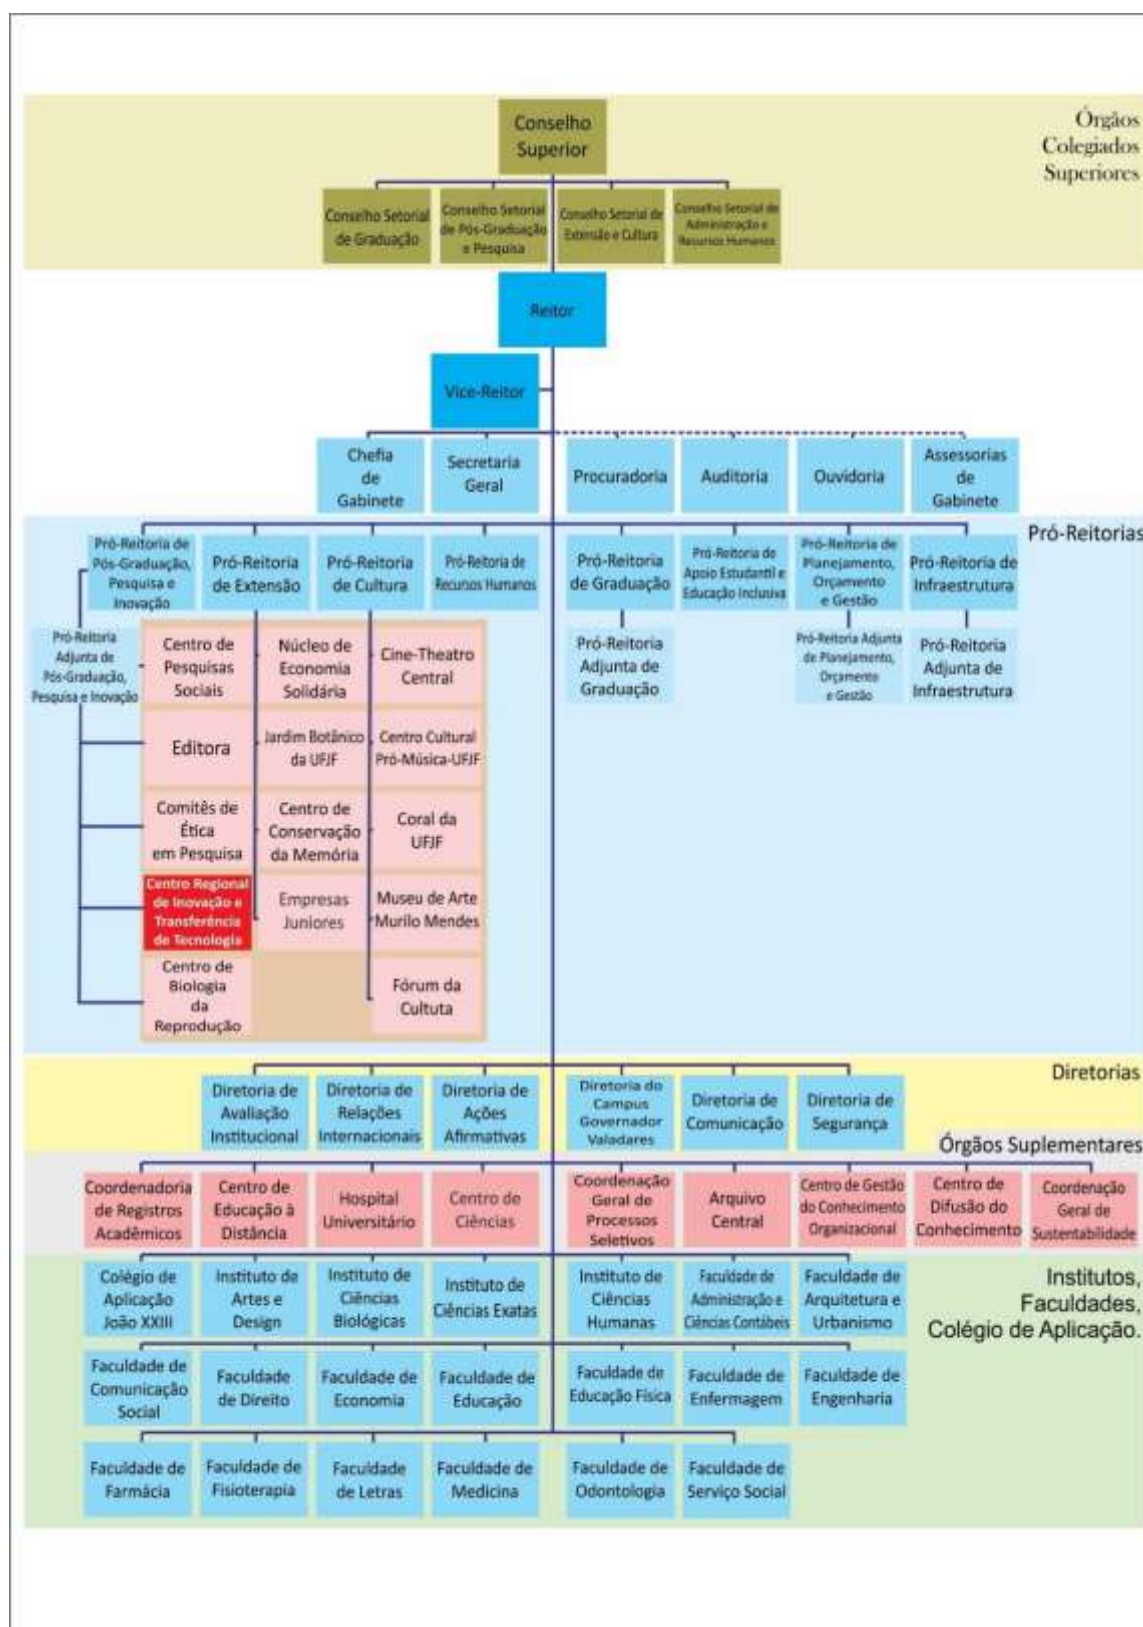 Conselho
Superior
Órgãos
Colegiados
Superiores
Conselho Setorial
de Graduação
Conselho Setorial
de Pós-Graduação
e Pesquisa
Conselho Setorial de
Extensão e Cultura
Conselho Setorial de
Administração e
Recursos Humanos
Reitor
Vice-Reitor
Chefia
de
Gabinete
Secretaria
Geral
Procuradoria
Auditoria
Ouvidoria
Assessorias
de
Gabinete
Pró-Reitorias
Pró-Reitoria de
Pós-Graduação,
Pesquisa e
Inovação
Pró-Reitoria
de Extensão
Pró-Reitoria
de Cultura
Pró-Reitoria de
Recursos Humanos
Pró-Reitoria
de Graduação
Pró-Reitoria de
Apoio Estudantil e
Educação Inclusiva
Pró-Reitoria de
Planejamento,
Orçamento
e Gestão
Pró-Reitoria de
Infraestrutura
Pró-Reitoria
Adjunta de
Pós-Graduação,
Pesquisa e Inovação
Centro de
Pesquisas
Sociais
Núcleo de
Economia
Solidária
Cine-Theatro
Central
Pró-Reitoria
Adjunta de
Graduação
Pró-Reitoria Adjunta
de Planejamento,
Orçamento
e Gestão
Pró-Reitoria
Adjunta de
Infraestrutura
Editora
Jardim Botânico
da UFJF
Centro Cultural
Pró-Música-UFJF
Comitês de
Ética
em Pesquisa
Centro de
Conservação
da Memória
Coral da
UFJF
Centro Regional
de Inovação e
Transferência
de Tecnologia
Empresas
Juniores
Museu de Arte
Murilo Mendes
Centro de
Biologia
da
Reprodução
Fórum da
Cultuta
Diretorias
Diretoria de
Avaliação
Institucional
Diretoria de
Relações
Internacionais
Diretoria de
Ações
Afirmativas
Diretoria do
Campus
Governador
Valadares
Diretoria de
Comunicação
Diretoria de
Segurança
Órgãos Suplementares
Coordenadoria
de Registros
Acadêmicos
Centro de
Educação à
Distância
Hospital
Universitário
Centro de
Ciências
Coordenação
Geral de
Processos
Seletivos
Arquivo
Central
Centro de Gestão
do Conhecimento
Organizacional
Centro de
Difusão do
Conhecimento
Coordenação
Geral de
Sustentabilidade
Colégio de
Aplicação
João XXIII
Instituto de
Artes e
Design
Instituto de
Ciências
Biológicas
Instituto de
Ciências Exatas
Instituto de
Ciências
Humanas
Faculdade de
Administração e
Ciências Contábeis
Faculdade de
Arquitetura e
Urbanismo
Institutos,
Faculdades,
Colégio de Aplicação.
Faculdade de
Comunicação
Social
Faculdade
de Direito
Faculdade de
Economia
Faculdade de
Educação
Faculdade de
Educação Física
Faculdade de
Enfermagem
Faculdade de
Engenharia
Faculdade de
Farmácia
Faculdade de
Fisioterapia
Faculdade
de Letras
Faculdade de
Medicina
Faculdade de
Odontologia
Faculdade de
Serviço Social